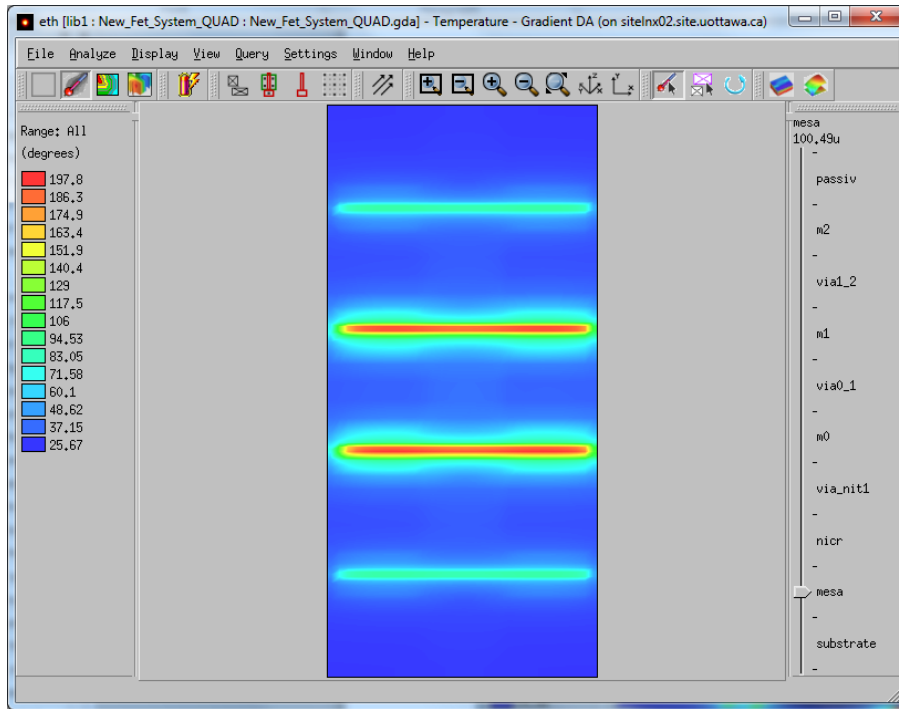 eth [lib1 : New_Fet_System_QUAD : New_Fet_System_QUAD.gda] - Temperature - Gradient DA (on sitelnx02.site.uottawa.ca)
File Analyze Display View Query Settings Window Help
Range: All
(degrees)
197.8
186.3
174.9
163.4
151.9
140.4
129
117.5
106
94.53
83.05
71.58
60.1
48.62
37.15
25.67
mesa
100.49u
passiv
m2
via1_2
m1
via0_1
m0
via_nit1
nicr
mesa
substrate